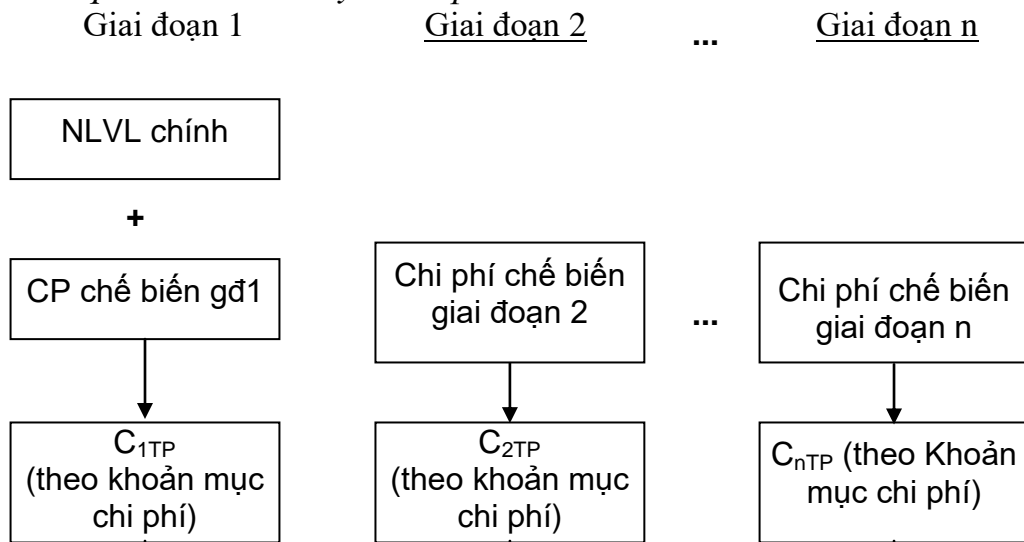 Giai đoạn 1 Giai đoạn 2 ... Giai đoạn n
NLVL chính
+
CP chế biến gđ1
Chi phí chế biến
giai đoạn 2
...
Chi phí chế biến
giai đoạn n
C1TP
(theo khoản mục
chi phí)
C2TP
(theo khoản mục
chi phí)
CnTP (theo Khoản
mục chi phí)